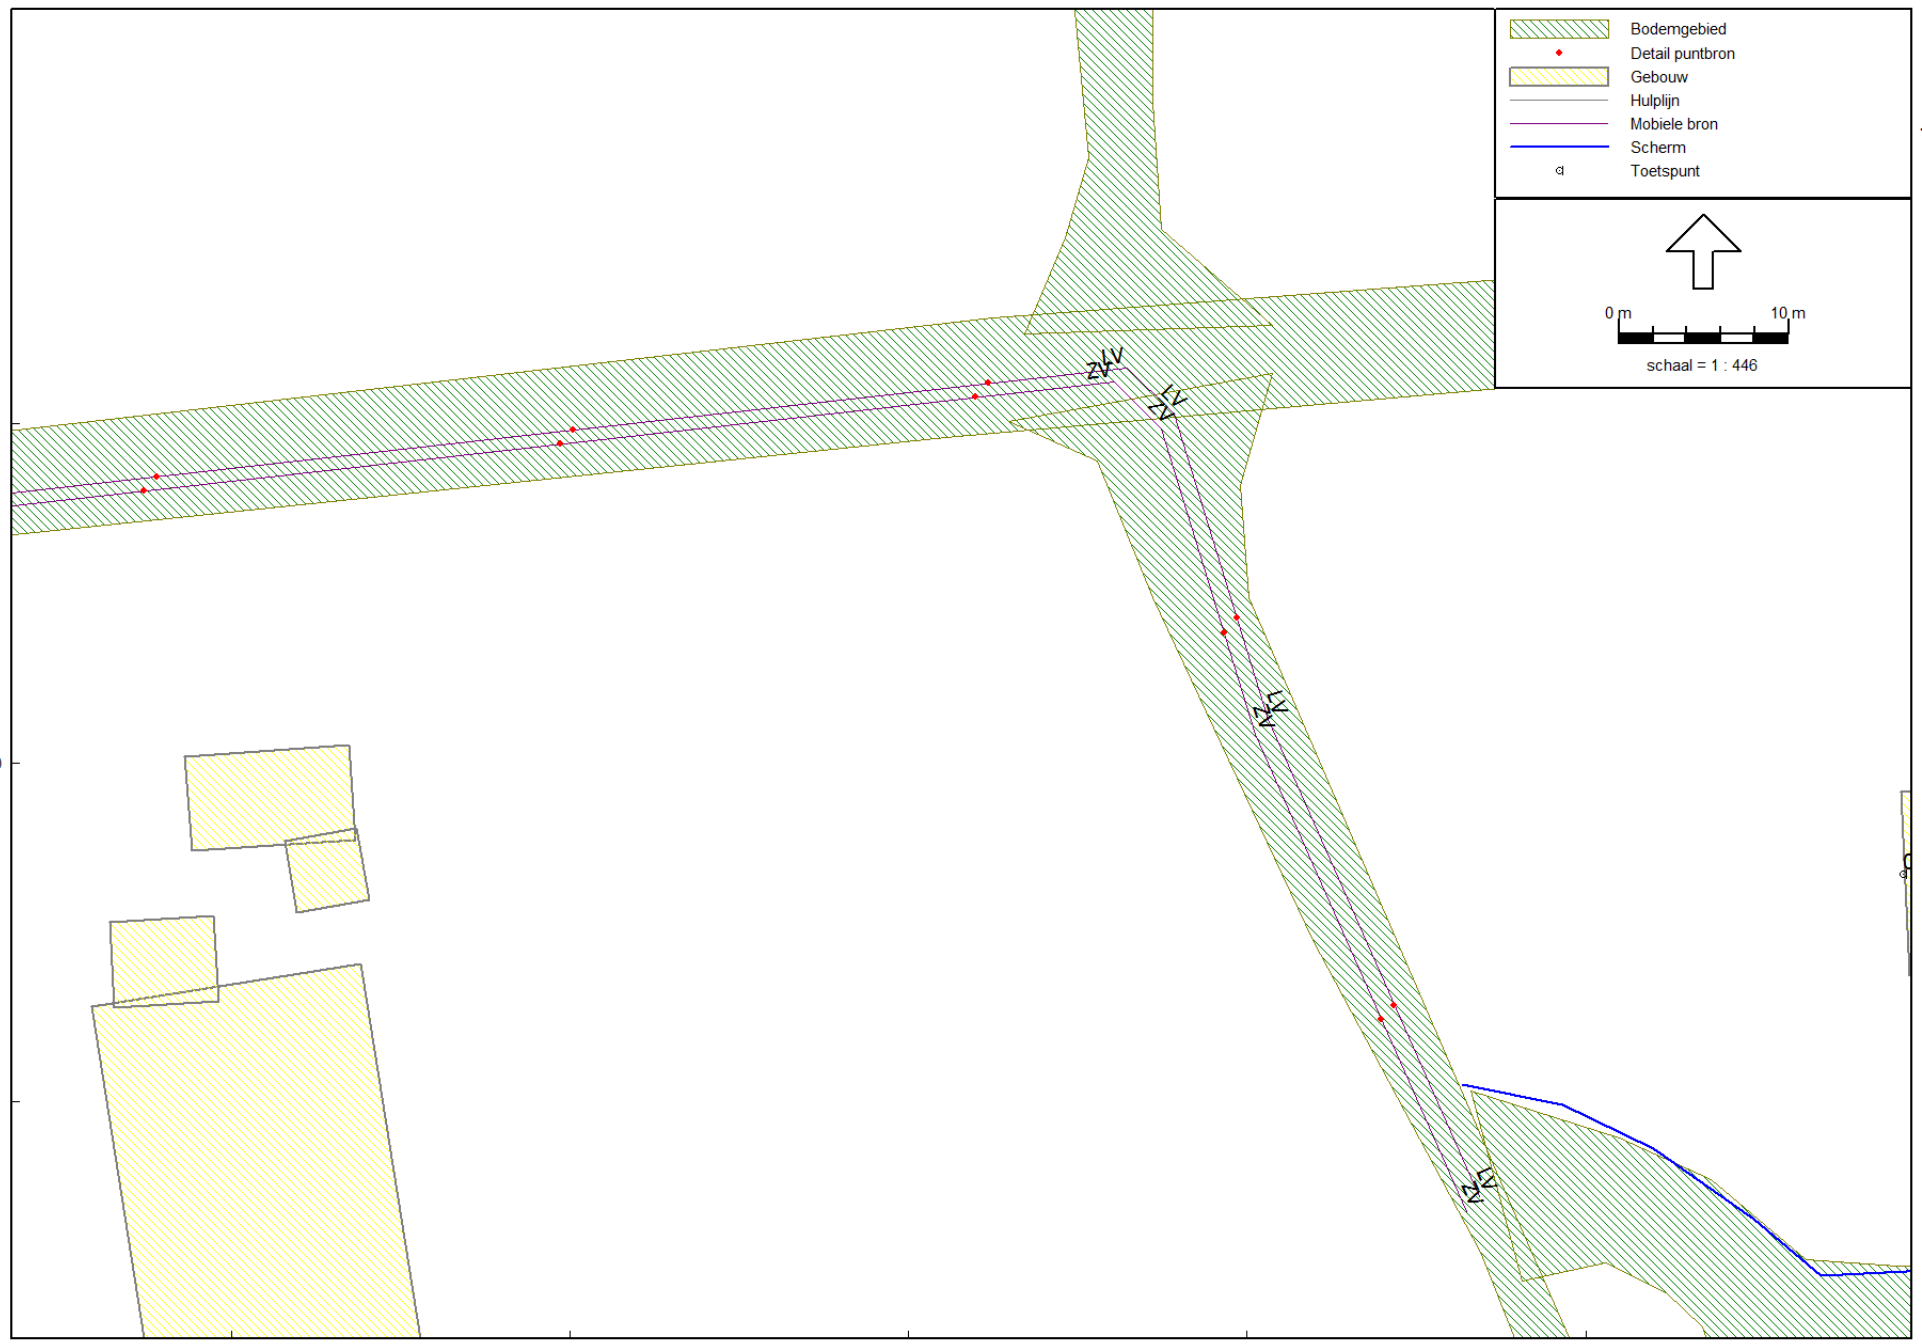 Bodemgebied
Detail puntbron
Gebouw
Hulplijn
Mobiele bron
Scherm
Toetspunt
0 m
10 m
schaal = 1 : 446
LV
ZV
LV
ZV
LV
ZV
LV
ZV